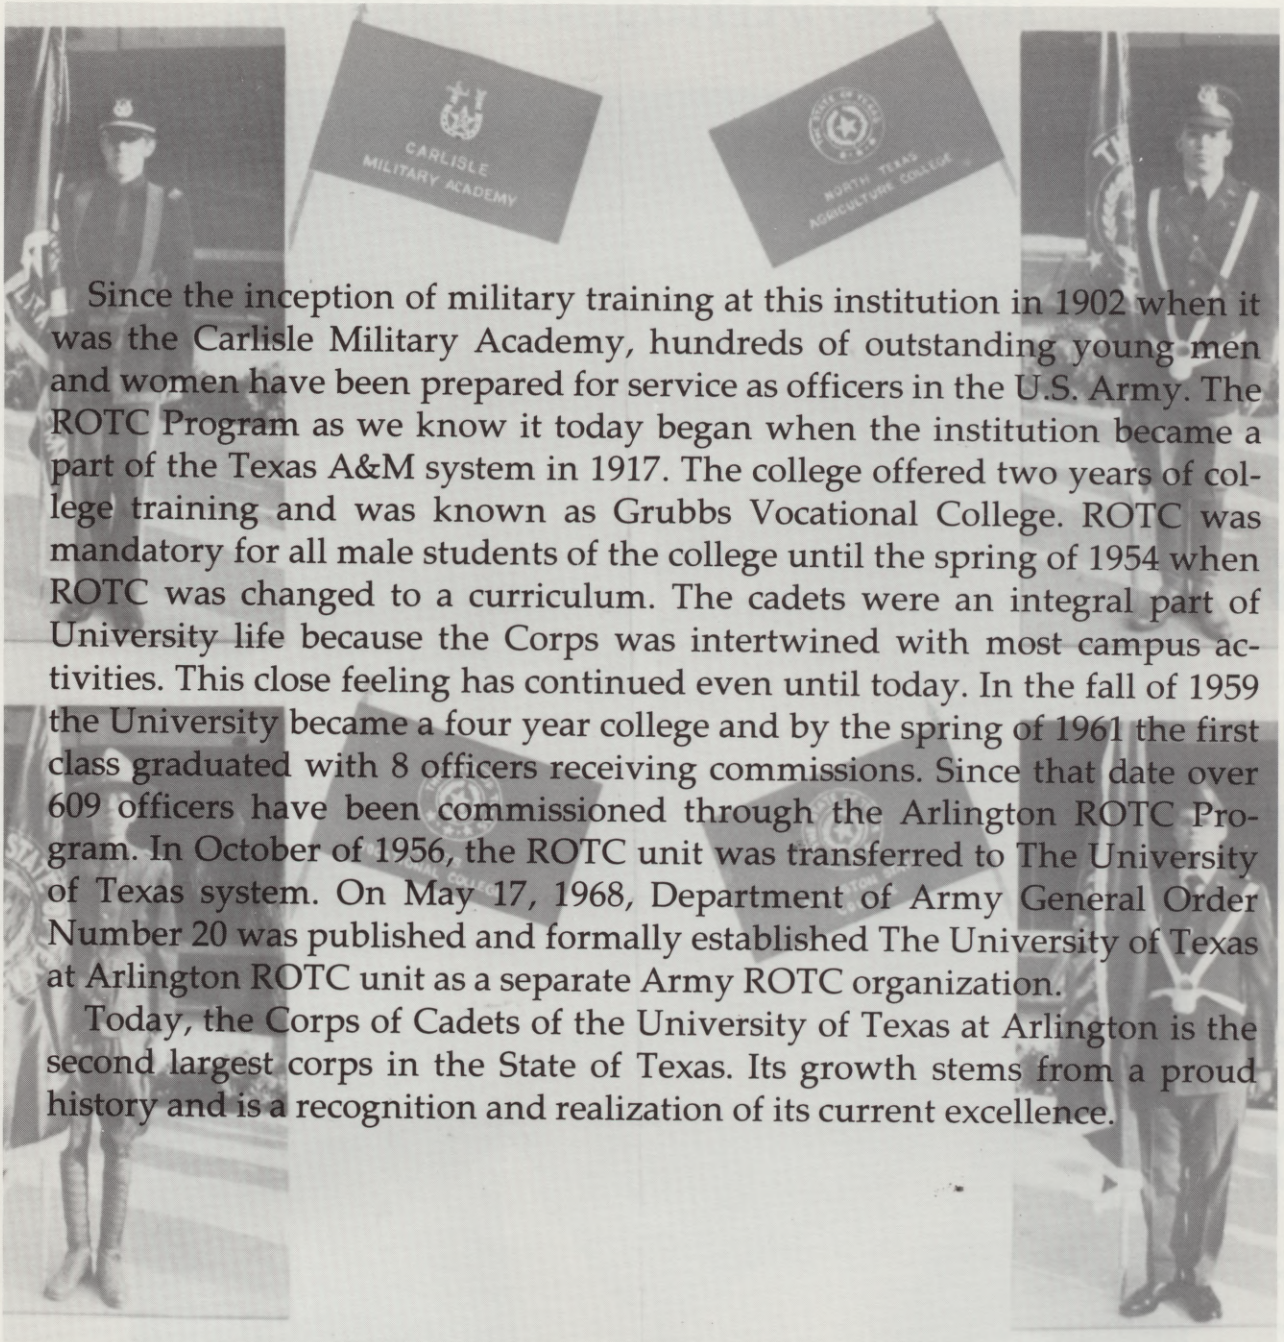 CARLISLE
MILITARY ACADEMY
THE STATE OF TEXAS
NORTH TEXAS
AGRICULTURE COLLEGE
TH
Since the inception of military training at this institution in 1902 when it
was the Carlisle Military Academy, hundreds of outstanding young men
and women have been prepared for service as officers in the U.S. Army. The
ROTC Program as we know it today began when the institution became a
part of the Texas A&M system in 1917. The college offered two years of col-
lege training and was known as Grubbs Vocational College. ROTC was
mandatory for all male students of the college until the spring of 1954 when
ROTC was changed to a curriculum. The cadets were an integral part of
University life because the Corps was intertwined with most campus ac-
tivities. This close feeling has continued even until today. In the fall of 1959
the University became a four year college and by the spring of 1961 the first
class graduated with 8 officers receiving commissions. Since that date over
609 officers have been commissioned through the Arlington ROTC Pro-
gram. In October of 1956, the ROTC unit was transferred to The University
of Texas system. On May 17, 1968, Department of Army General Order
Number 20 was published and formally established The University of Texas
at Arlington ROTC unit as a separate Army ROTC organization.
Today, the Corps of Cadets of the University of Texas at Arlington is the
second largest corps in the State of Texas. Its growth stems from a proud
history and is a recognition and realization of its current excellence.
STATE